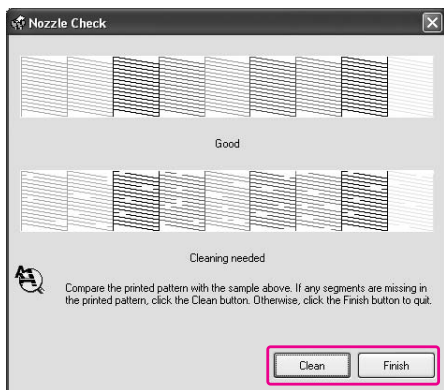 Nozzle Check
Good
Cleaning needed
Compare the printed pattern with the sample above. If any segments are missing in
the printed pattern, click the Clean button. Otherwise, click the Finish button to quit.
Clean
Finish